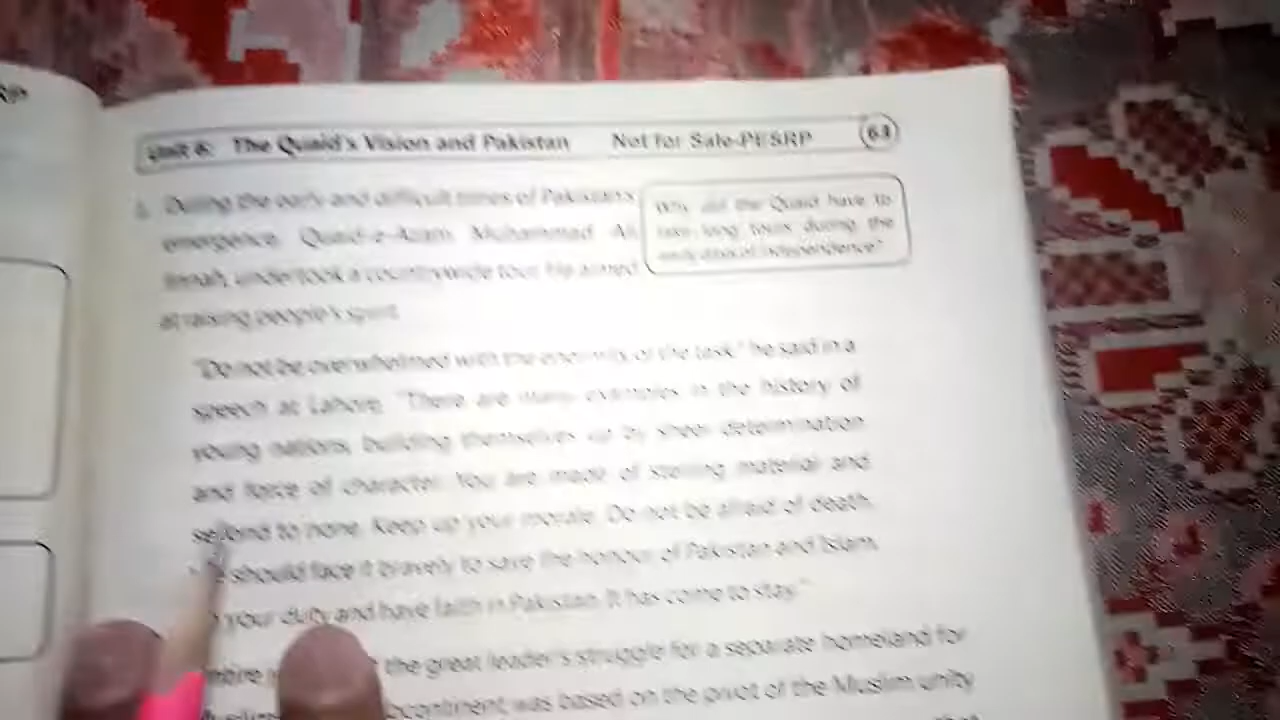 RP
Unit 6: The Quaid's Vision and Pakistan Not for Sale-PESRP 64
During the early and difficult times of Pakistan's
emergence, Quaid-e-Azam Muhammad Ali
Jinnah, undertook a countrywide tour. He aimed
at raising people's spirit.
Why did the Quaid have to
take long tours during the
early days of independence?
"Do not be overwhelmed with the enormity of the task," he said in a
speech at Lahore. "There are many examples in the history of
young nations building themselves up by sheer determination
and force of character. You are made of sterling material and
second to none. Keep up your morale. Do not be afraid of death.
should face it bravely to save the honour of Pakistan and Islam.
your duty and have faith in Pakistan. It has come to stay."
the great leader's struggle for a separate homeland for
was based on the pivot of the Muslim unity